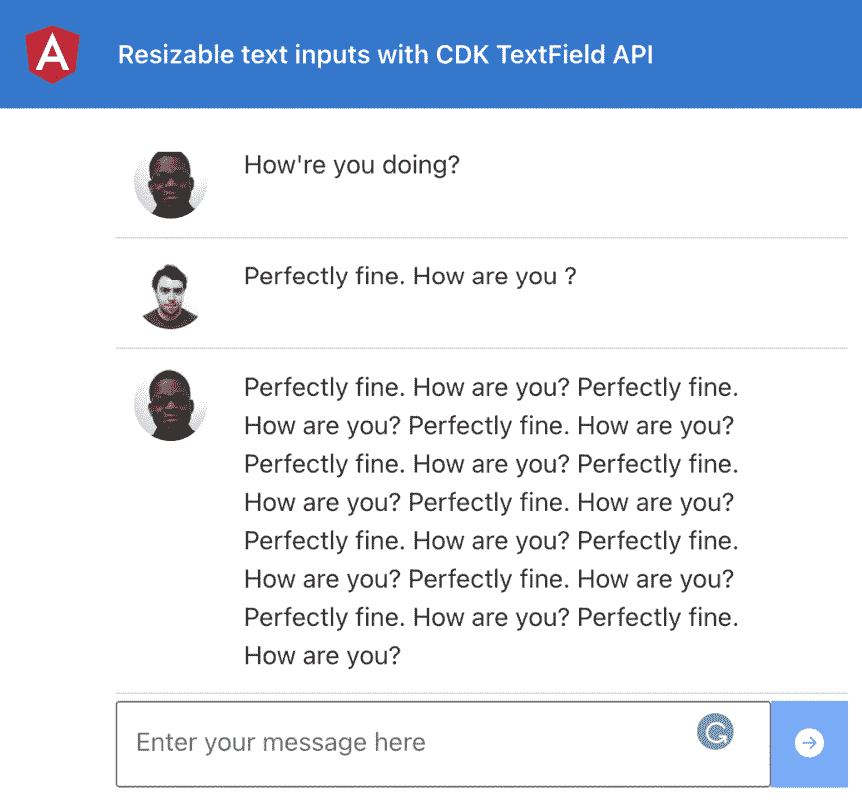 Resizable text inputs with CDK TextField API
How're you doing?
Perfectly fine. How are you ?
Perfectly fine. How are you? Perfectly fine.
How are you? Perfectly fine. How are you?
Perfectly fine. How are you? Perfectly fine.
How are you? Perfectly fine. How are you?
Perfectly fine. How are you? Perfectly fine.
How are you? Perfectly fine. How are you?
Perfectly fine. How are you? Perfectly fine.
How are you?
Enter your message here